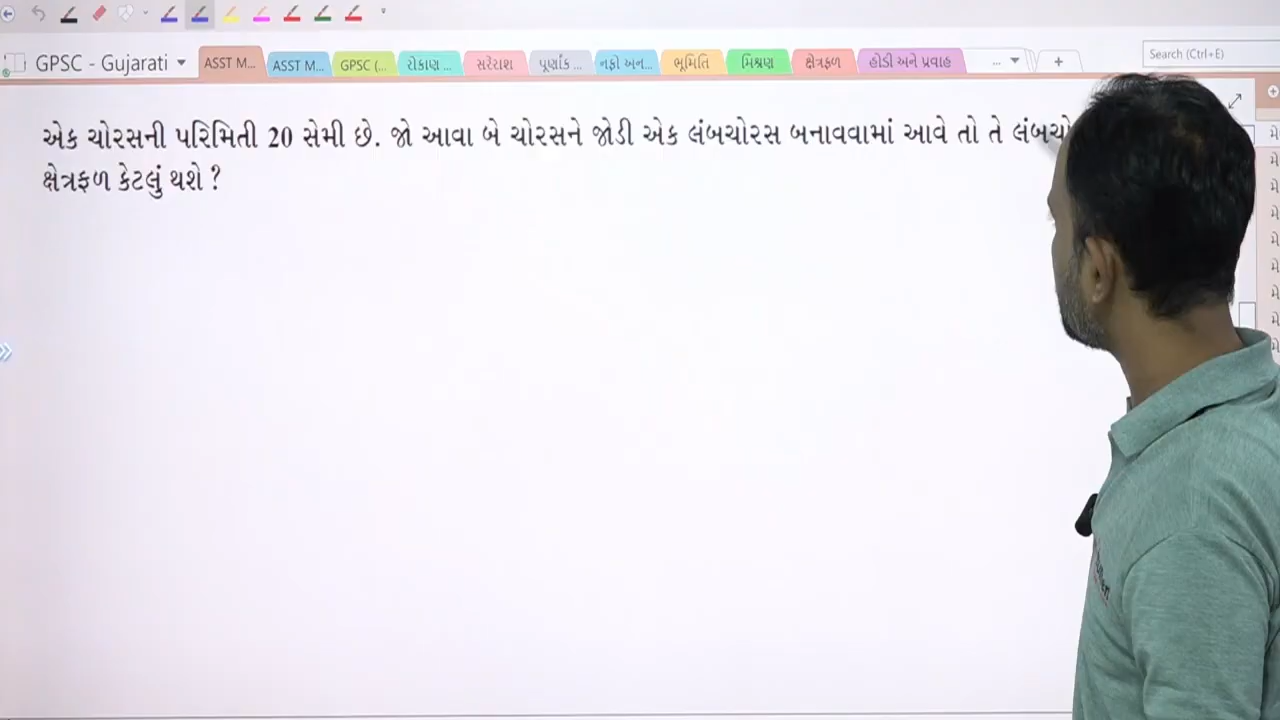 GPSC - Gujarati
ASST M...
ASST M...
GPSC (...
રોકાણ ...
સરેરાશ
પૂર્ણાંક ...
નફો અન...
ભૂમિતિ
મિશ્રણ
ક્ષેત્રફળ
હોડી અને પ્રવાહ
...
Search (Ctrl+E)
એક ચોરસની પરિમિતી 20 સેમી છે. જો આવા બે ચોરસને જોડી એક લંબચોરસ બનાવવામાં આવે તો તે
ક્ષેત્રફળ કેટલું થશે ?